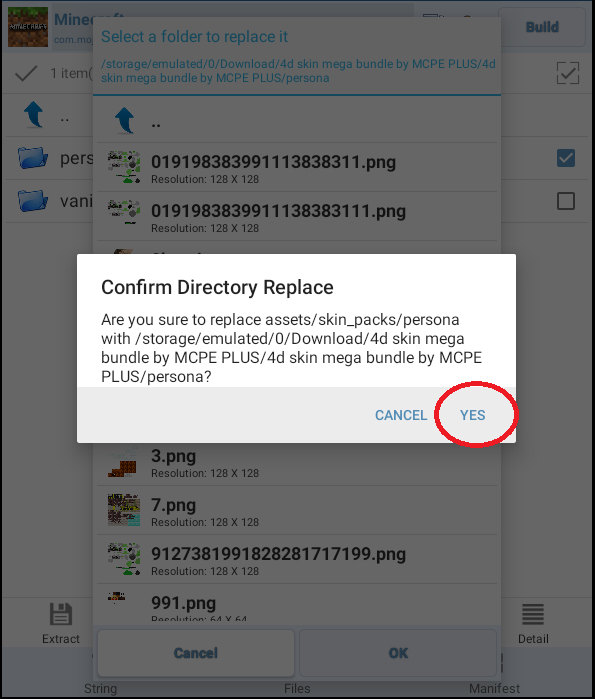 Minecraft
com.mo
Build
Select a folder to replace it
/storage/emulated/0/Download/4d skin mega bundle by MCPE PLUS/4d
skin mega bundle by MCPE PLUS/persona
1 item(
..
..
pers
019198383991113838311.png
Resolution: 128 X 128
vani
0191983839911138383111.png
Resolution: 128 X 128
Confirm Directory Replace
Are you sure to replace assets/skin_packs/persona
with /storage/emulated/0/Download/4d skin mega
bundle by MCPE PLUS/4d skin mega bundle by MCPE
PLUS/persona?
CANCEL
YES
3.png
Resolution: 128 X 128
7.png
Resolution: 128 X 128
9127381991828281717199.png
Resolution: 128 X 128
991.png
Resolution: 64 X 64
Extract
Detail
Cancel
OK
String
Files
Manifest